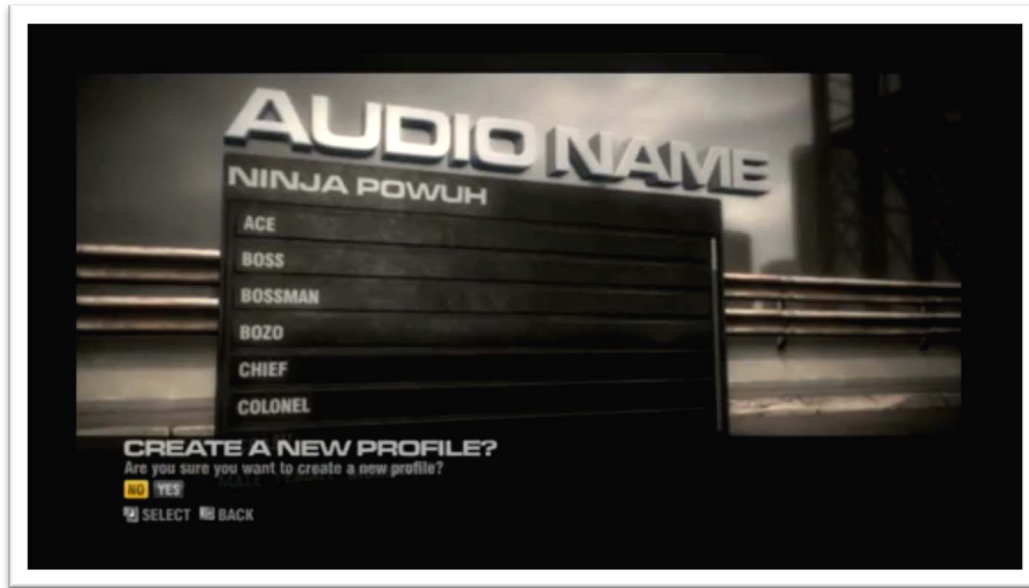 AUDIO NAME
NINJA POWUH
ACE
BOSS
BOSSMAN
BOZO
CHIEF
COLONEL
CREATE A NEW PROFILE?
Are you sure you want to create a new profile?
NO YES
SELECT BACK